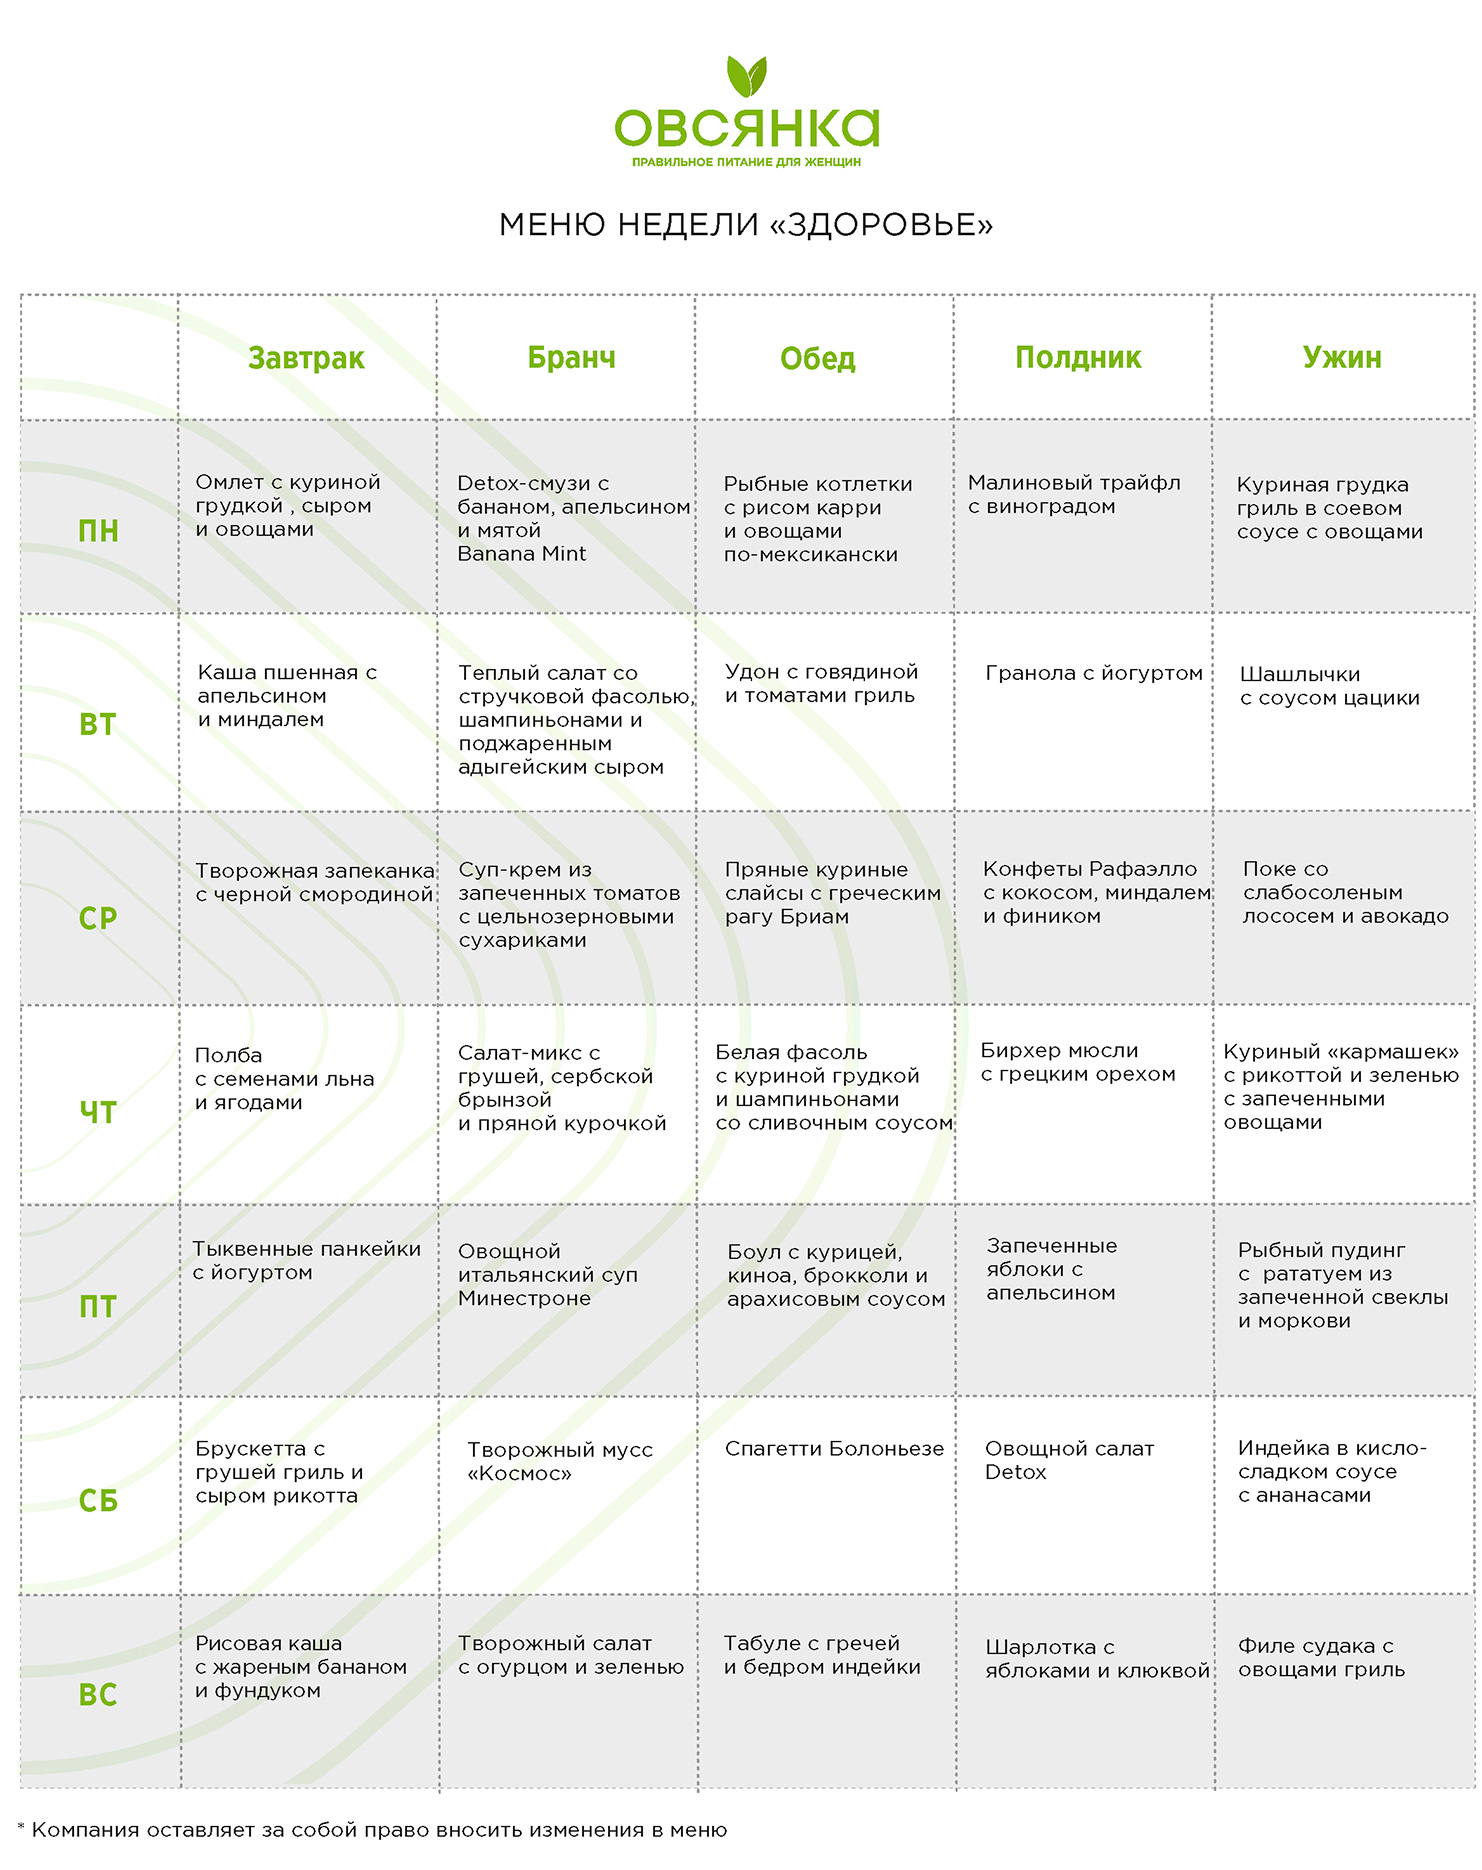 ОВСЯНКА
ПРАВИЛЬНОЕ ПИТАНИЕ ДЛЯ ЖЕНЩИН
МЕНЮ НЕДЕЛИ «ЗДОРОВЬЕ»
Завтрак
Бранч
Обед
Полдник
Ужин
ПН
Омлет с куриной
грудкой , сыром
и овощами
Detox-смузи с
бананом, апельсином
и мятой
Banana Mint
Рыбные котлетки
с рисом карри
и овощами
по-мексикански
Малиновый трайфл
с виноградом
Куриная грудка
гриль в соевом
соусе с овощами
ВТ
Каша пшенная с
апельсином
и миндалем
Теплый салат со
стручковой фасолью,
шампиньонами и
поджаренным
адыгейским сыром
Удон с говядиной
и томатами гриль
Гранола с йогуртом
Шашлычки
с соусом цацики
СР
Творожная запеканка
с черной смородиной
Суп-крем из
запеченных томатов
с цельнозерновыми
сухариками
Пряные куриные
слайсы с греческим
рагу Бриам
Конфеты Рафаэлло
с кокосом, миндалем
и фиником
Поке со
слабосоленым
лососем и авокадо
ЧТ
Полба
с семенами льна
и ягодами
Салат-микс с
грушей, сербской
брынзой
и пряной курочкой
Белая фасоль
с куриной грудкой
и шампиньонами
со сливочным соусом
Бирхер мюсли
с грецким орехом
Куриный «кармашек»
с рикоттой и зеленью
с запеченными
овощами
ПТ
Тыквенные панкейки
с йогуртом
Овощной
итальянский суп
Минестроне
Боул с курицей,
киноа, брокколи и
арахисовым соусом
Запеченные
яблоки с
апельсином
Рыбный пудинг
с рататуем из
запеченной свеклы
и моркови
СБ
Брускетта с
грушей гриль и
сыром рикотта
Творожный мусс
«Космос»
Спагетти Болоньезе
Овощной салат
Detox
Индейка в кисло-
сладком соусе
с ананасами
ВС
Рисовая каша
с жареным бананом
и фундуком
Творожный салат
с огурцом и зеленью
Табуле с гречей
и бедром индейки
Шарлотка с
яблоками и клюквой
Филе судака с
овощами гриль
* Компания оставляет за собой право вносить изменения в меню